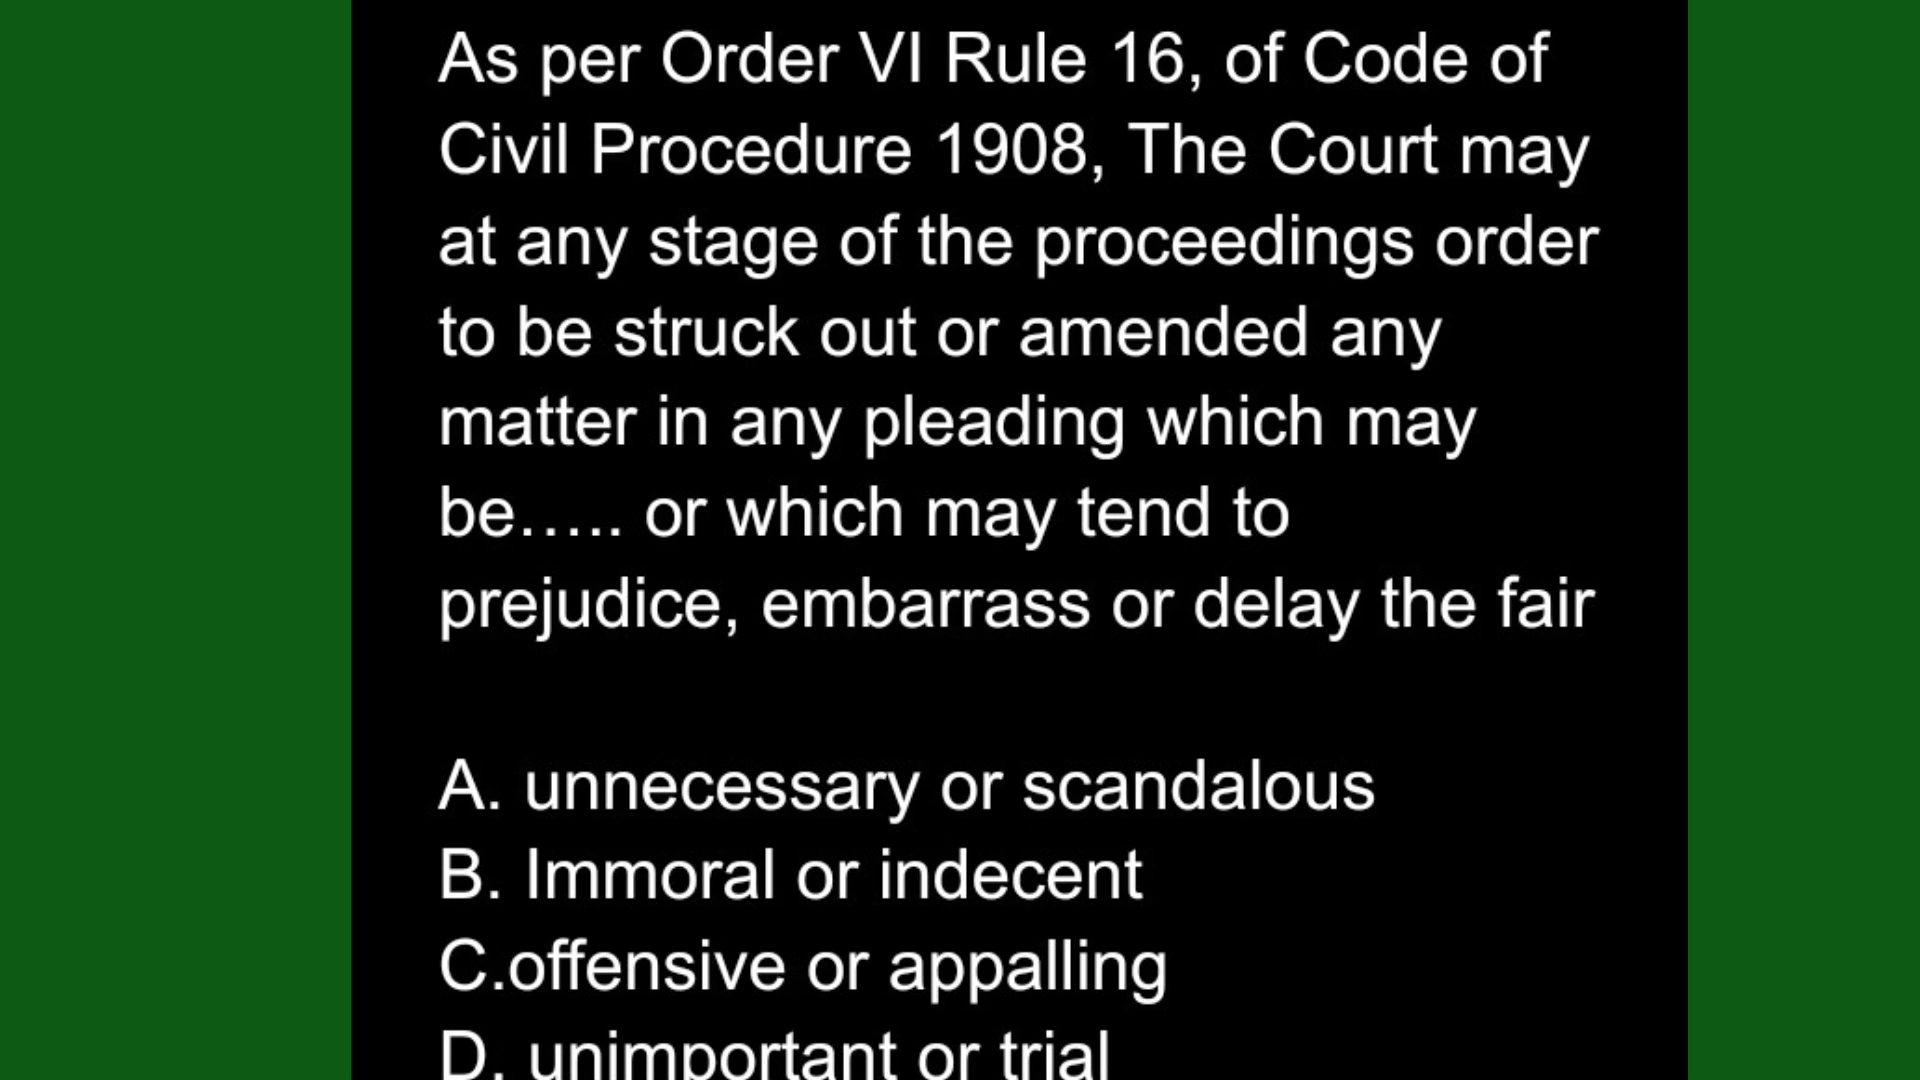 As per Order VI Rule 16, of Code of
Civil Procedure 1908, The Court may
at any stage of the proceedings order
to be struck out or amended any
matter in any pleading which may
be….. or which may tend to
prejudice, embarrass or delay the fair
A. unnecessary or scandalous
B. Immoral or indecent
C.offensive or appalling
D. unimportant or trial